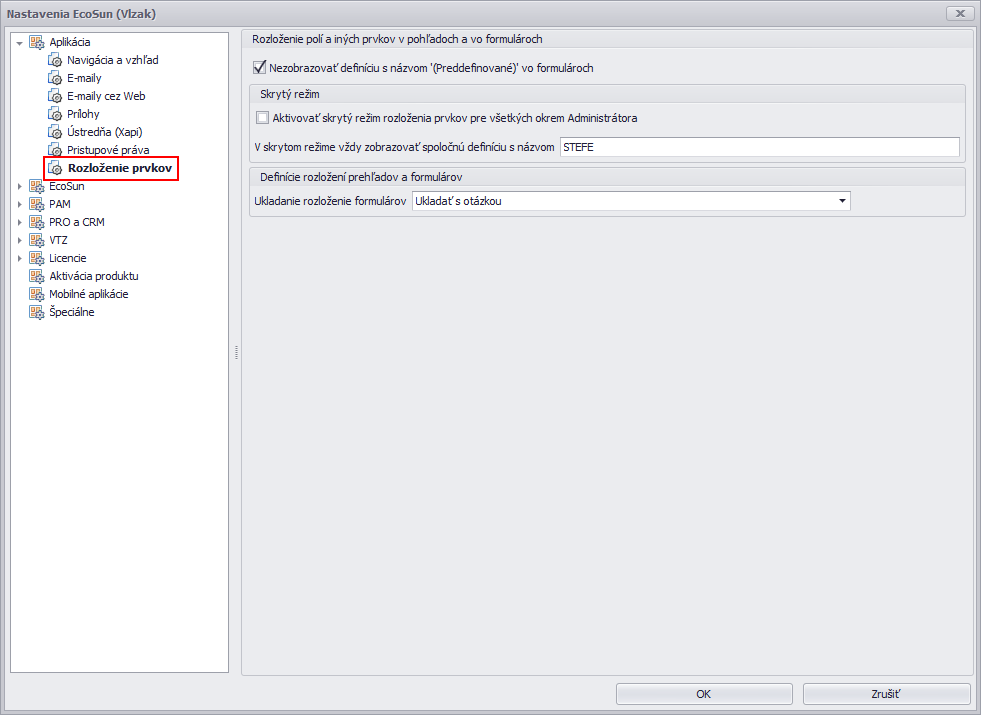 Nastavenia EcoSun (Vlzak)
Aplikácia
Navigácia a vzhľad
E-maily
E-maily cez Web
Prílohy
Ústredňa (Xapi)
Pristupové práva
Rozloženie prvkov
EcoSun
PAM
PRO a CRM
VTZ
Licencie
Aktivácia produktu
Mobilné aplikácie
Špeciálne
Rozloženie polí a iných prvkov v pohľadoch a vo formulároch
Nezobrazovať definíciu s názvom '(Preddefinované)' vo formulároch
Skrytý režim
Aktivovať skrytý režim rozloženia prvkov pre všetkých okrem Administrátora
V skrytom režime vždy zobrazovať spoločnú definíciu s názvom STEFE
Definície rozložení prehľadov a formulárov
Ukladanie rozloženie formulárov Ukladať s otázkou
OK Zrušiť